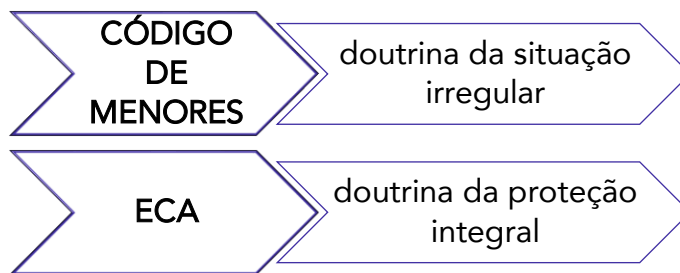 CÓDIGO
DE
MENORES
doutrina da situação
irregular
ECA
doutrina da proteção
integral